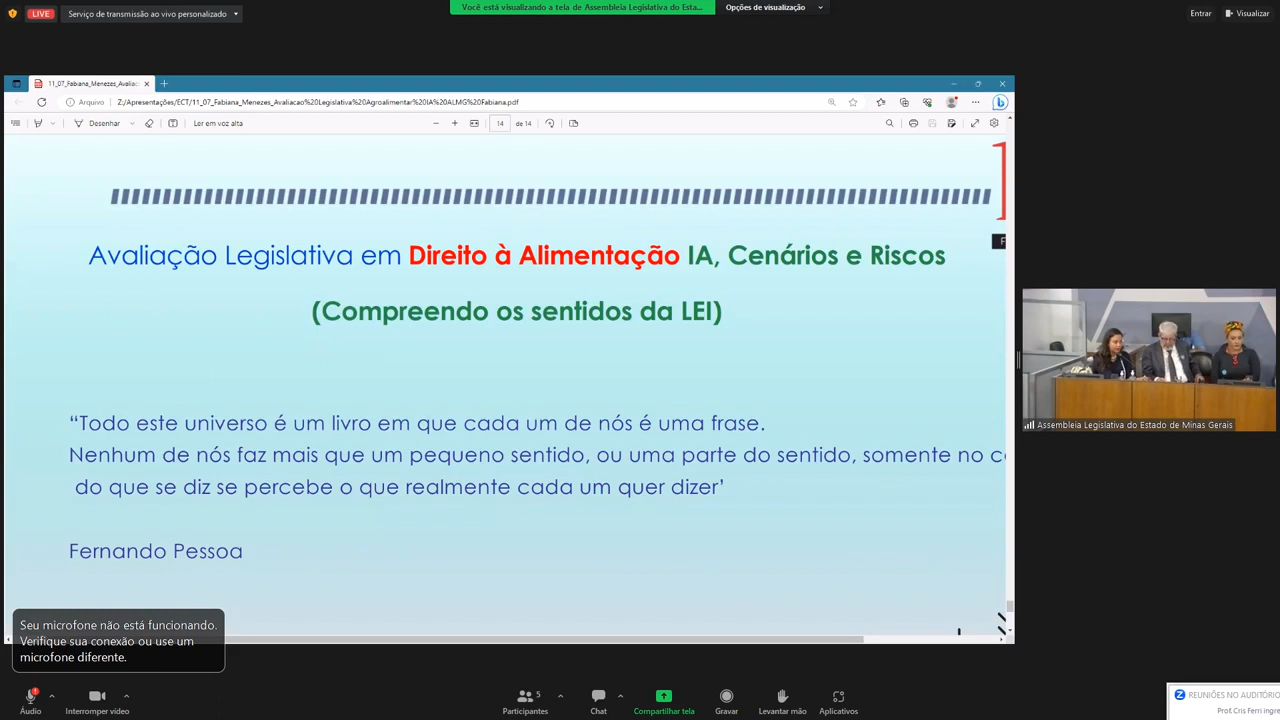 LIVE
Serviço de transmissão ao vivo personalizado
Você está visualizando a tela de Assembleia Legislativa do Esta...
Opções de visualização
Entrar
Visualizar
11_07_Fabiana_Menezes_Avaliac
Arquivo
Z:/Apresentações/ECT/11_07_Fabiana_Menezes_Avaliacao%20Legislativa%20Agroalimentar%20IA%20ALMG%20Fabiana.pdf
Desenhar
Ler em voz alta
14
de 14
Avaliação Legislativa em Direito à Alimentação IA, Cenários e Riscos
(Compreendo os sentidos da LEI)
“Todo este universo é um livro em que cada um de nós é uma frase.
Nenhum de nós faz mais que um pequeno sentido, ou uma parte do sentido, somente no
do que se diz se percebe o que realmente cada um quer dizer’
Fernando Pessoa
Assembleia Legislativa do Estado de Minas Gerais
Seu microfone não está funcionando.
Verifique sua conexão ou use um
microfone diferente.
Áudio
Interromper vídeo
Participantes
5
Chat
Compartilhar tela
Gravar
Levantar mão
Aplicativos
REUNIÕES NO AUDITÓRIO
Prof. Cris Ferri ingre